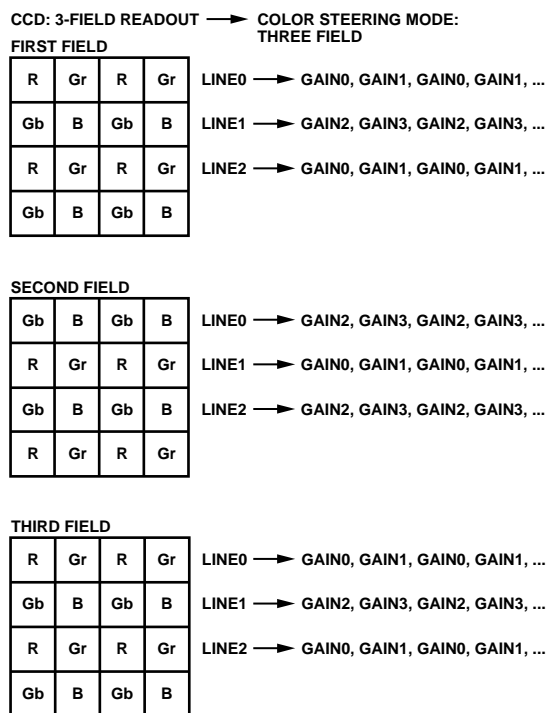 CCD: 3-FIELD READOUT → COLOR STEERING MODE:
THREE FIELD
FIRST FIELD
R Gr R Gr LINE0 → GAIN0, GAIN1, GAIN0, GAIN1, ...
Gb B Gb B LINE1 → GAIN2, GAIN3, GAIN2, GAIN3, ...
R Gr R Gr LINE2 → GAIN0, GAIN1, GAIN0, GAIN1, ...
Gb B Gb B
SECOND FIELD
Gb B Gb B LINE0 → GAIN2, GAIN3, GAIN2, GAIN3, ...
R Gr R Gr LINE1 → GAIN0, GAIN1, GAIN0, GAIN1, ...
Gb B Gb B LINE2 → GAIN2, GAIN3, GAIN2, GAIN3, ...
R Gr R Gr
THIRD FIELD
R Gr R Gr LINE0 → GAIN0, GAIN1, GAIN0, GAIN1, ...
Gb B Gb B LINE1 → GAIN2, GAIN3, GAIN2, GAIN3, ...
R Gr R Gr LINE2 → GAIN0, GAIN1, GAIN0, GAIN1, ...
Gb B Gb B